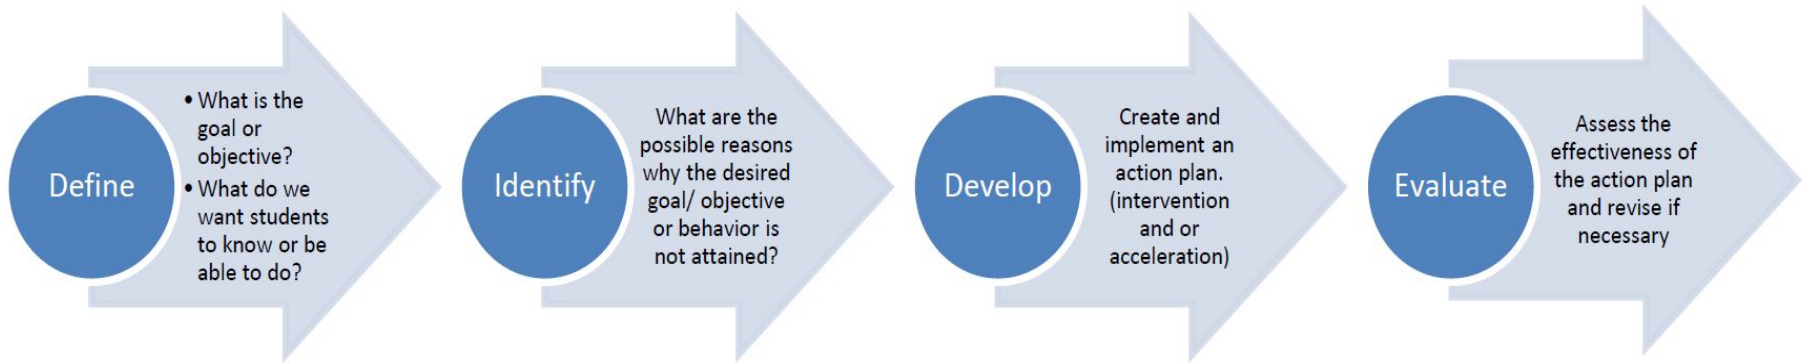 Define
• What is the
goal or
objective?
• What do we
want students
to know or be
able to do?
Identify
What are the
possible reasons
why the desired
goal/ objective
or behavior is
not attained?
Develop
Create and
implement an
action plan.
(intervention
and or
acceleration)
Evaluate
Assess the
effectiveness of
the action plan
and revise if
necessary